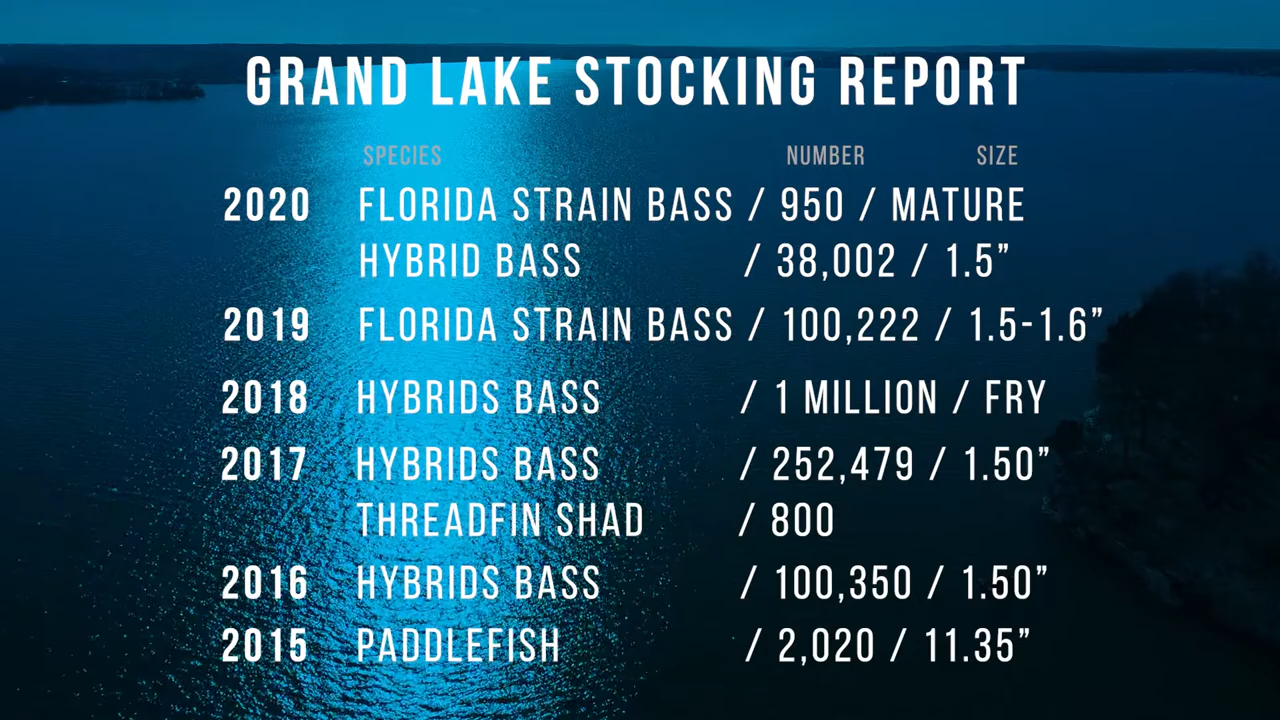 GRAND LAKE STOCKING REPORT
SPECIES NUMBER SIZE
2020 FLORIDA STRAIN BASS / 950 / MATURE
HYBRID BASS / 38,002 / 1.5”
2019 FLORIDA STRAIN BASS / 100,222 / 1.5-1.6”
2018 HYBRIDS BASS / 1 MILLION / FRY
2017 HYBRIDS BASS / 252,479 / 1.50”
THREADFIN SHAD / 800
2016 HYBRIDS BASS / 100,350 / 1.50”
2015 PADDLEFISH / 2,020 / 11.35”